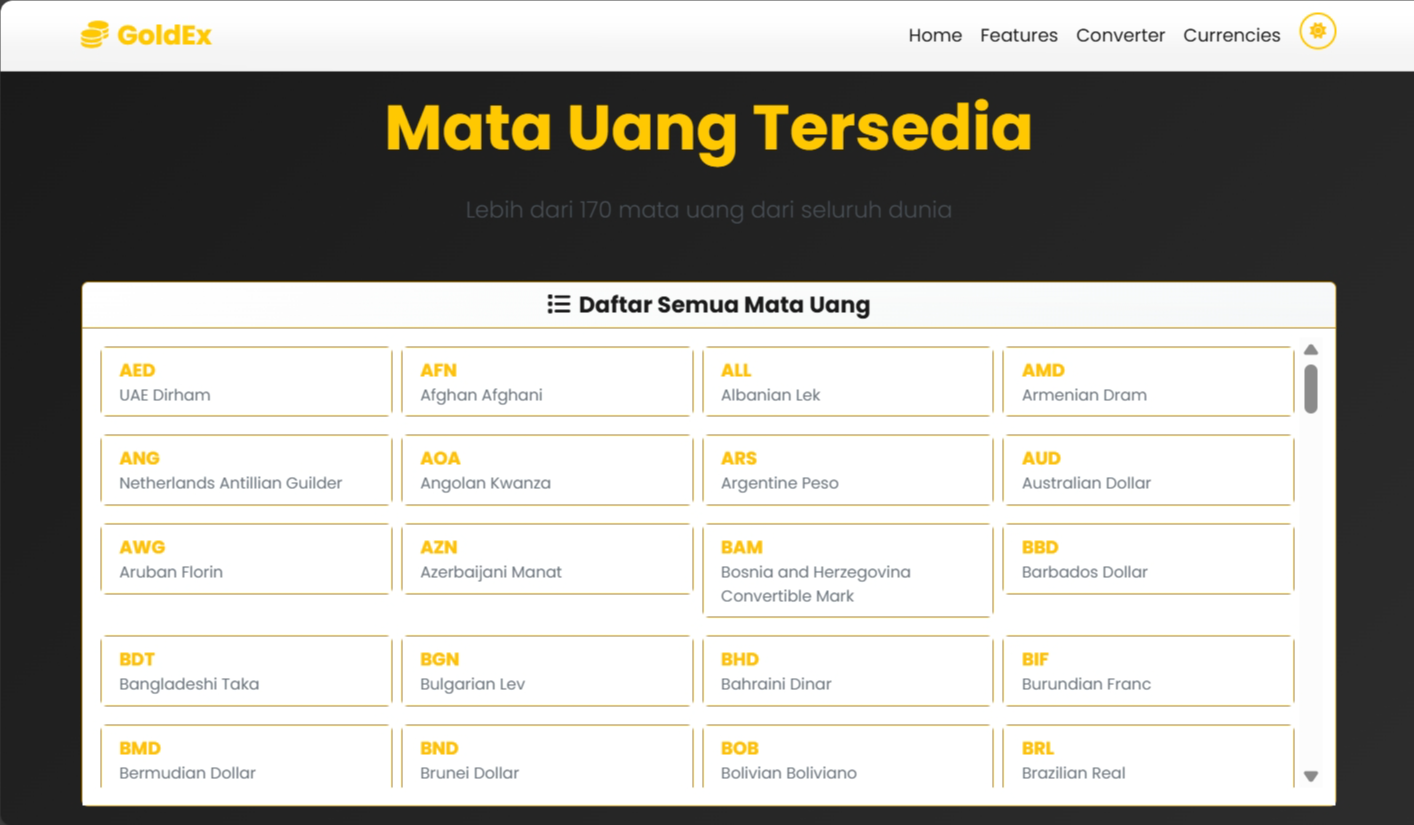 GoldEx
Home Features Converter Currencies
Mata Uang Tersedia
Lebih dari 170 mata uang dari seluruh dunia
Daftar Semua Mata Uang
AED
UAE Dirham
AFN
Afghan Afghani
ALL
Albanian Lek
AMD
Armenian Dram
ANG
Netherlands Antillian Guilder
AOA
Angolan Kwanza
ARS
Argentine Peso
AUD
Australian Dollar
AWG
Aruban Florin
AZN
Azerbaijani Manat
BAM
Bosnia and Herzegovina
Convertible Mark
BBD
Barbados Dollar
BDT
Bangladeshi Taka
BGN
Bulgarian Lev
BHD
Bahraini Dinar
BIF
Burundian Franc
BMD
Bermudian Dollar
BND
Brunei Dollar
BOB
Bolivian Boliviano
BRL
Brazilian Real